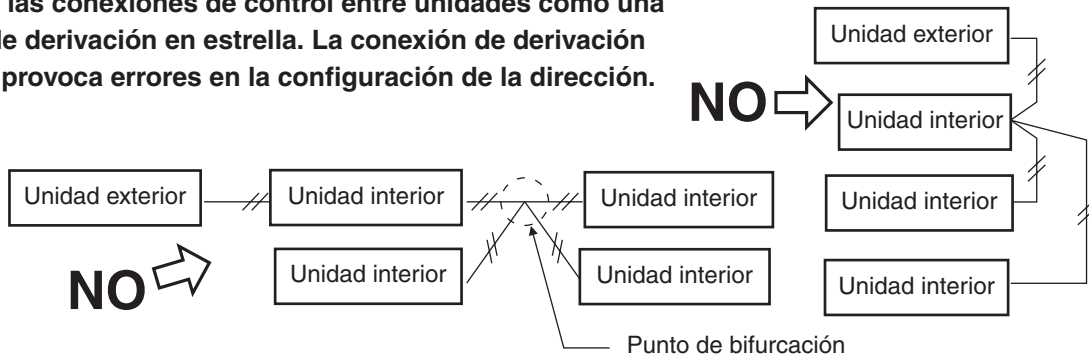 las conexiones de control entre unidades como una
de derivación en estrella. La conexión de derivación
provoca errores en la configuración de la dirección.
Unidad exterior
NO
Unidad interior
Unidad exterior
Unidad interior
Unidad interior
Unidad interior
NO
Unidad interior
Unidad interior
Unidad interior
Punto de bifurcación